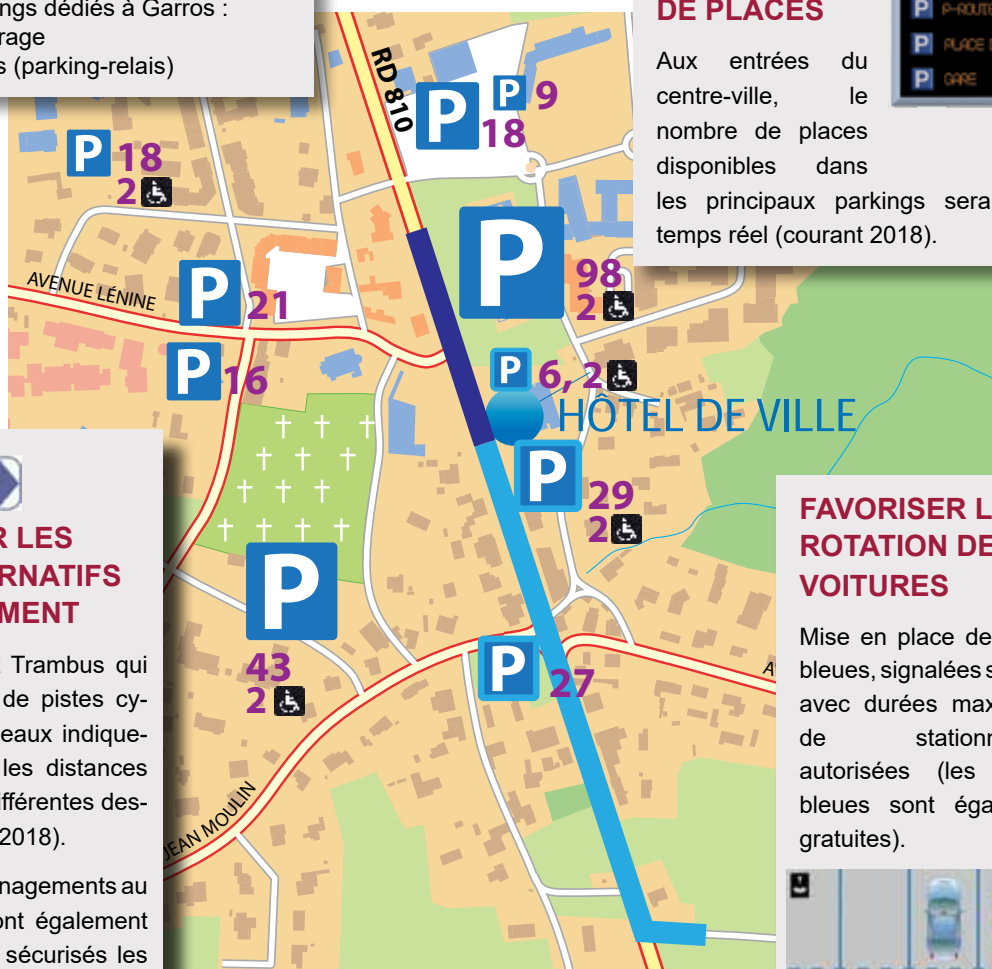 ngs dédiés à Garros :
rage
s (parking-relais)
DE PLACES
Aux entrées du
centre-ville, le
nombre de places
disponibles dans
les principaux parkings sera
temps réel (courant 2018).
P P-ROUTE
P PLACE D
P GARE
RD 810
P 9
P 18
P 18
2
AVENUE LÉNINE
P 21
P 16
P 98
2
P 6, 2
HÔTEL DE VILLE
P 29
2
P 43
2
P 27
A
JEAN MOULIN
R LES
RNATIFS
MENT
t Trambus qui
de pistes cy-
eaux indique-
les distances
ifférentes des-
2018).
nagements au
ont également
sécurisés les
FAVORISER L
ROTATION DE
VOITURES
Mise en place de
bleues, signalées s
avec durées max
de stationn
autorisées (les
bleues sont éga
gratuites).